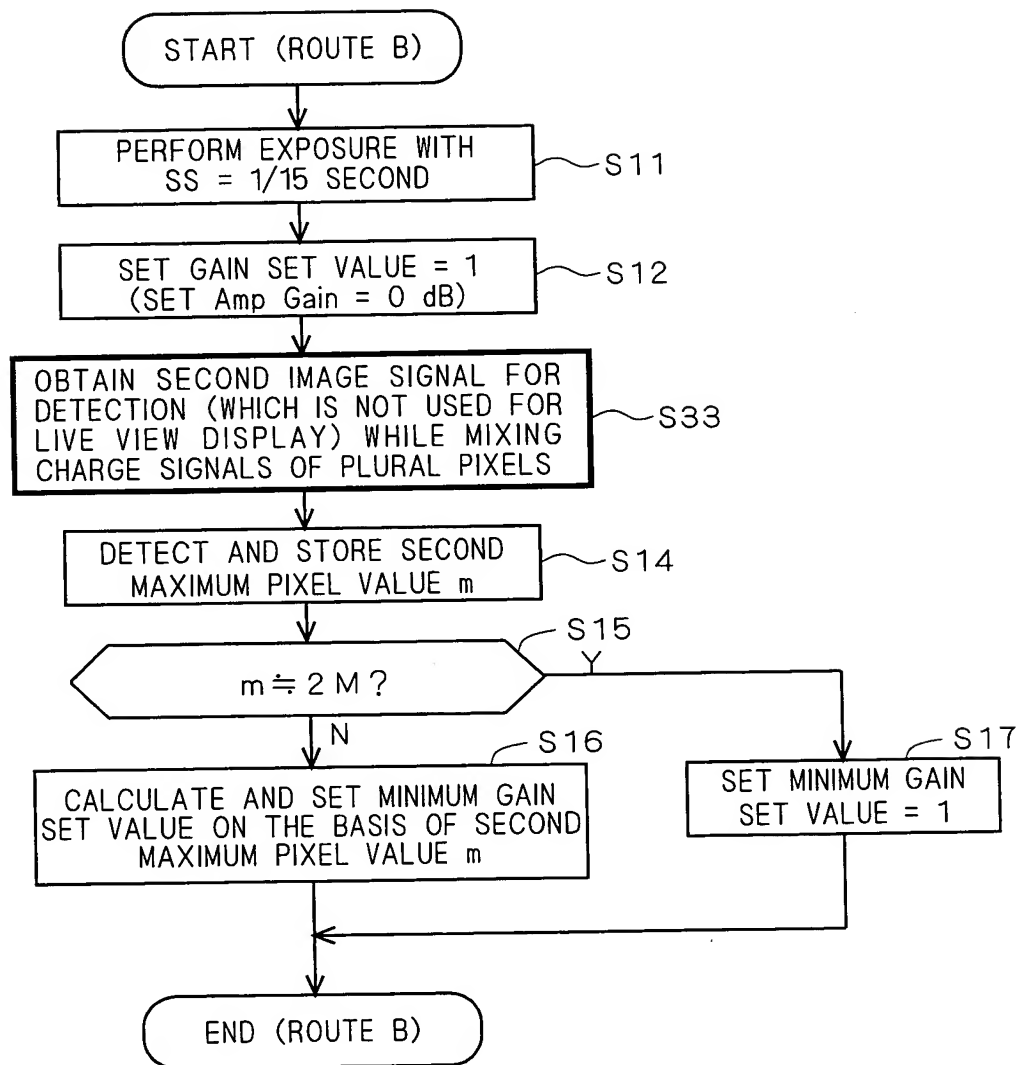 START (ROUTE B)
PERFORM EXPOSURE WITH
SS = 1/15 SECOND
S11
SET GAIN SET VALUE = 1
(SET Amp Gain = 0 dB)
S12
OBTAIN SECOND IMAGE SIGNAL FOR
DETECTION (WHICH IS NOT USED FOR
LIVE VIEW DISPLAY) WHILE MIXING
CHARGE SIGNALS OF PLURAL PIXELS
S33
DETECT AND STORE SECOND
MAXIMUM PIXEL VALUE m
S14
S15
m≒2M?
Y
N
S16
CALCULATE AND SET MINIMUM GAIN
SET VALUE ON THE BASIS OF SECOND
MAXIMUM PIXEL VALUE m
S17
SET MINIMUM GAIN
SET VALUE = 1
END (ROUTE B)